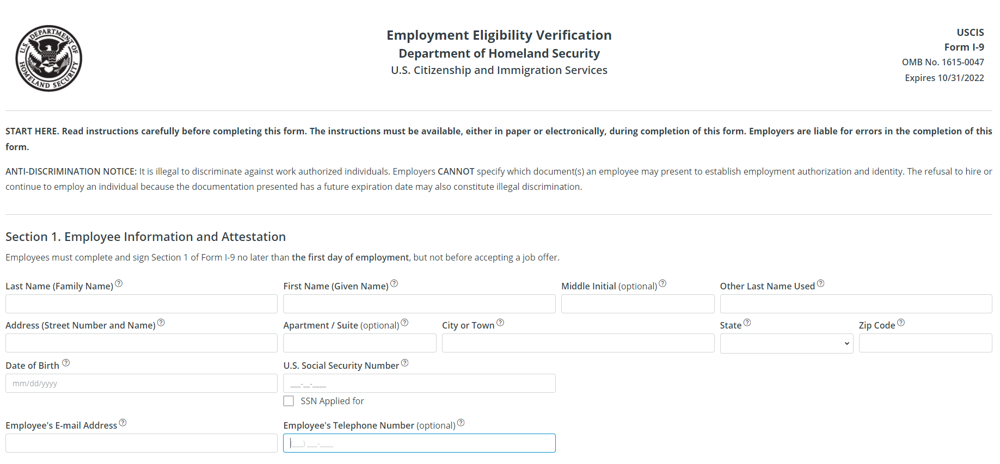 U.S. DEPARTMENT OF HOMELAND SECURITY
Employment Eligibility Verification
Department of Homeland Security
U.S. Citizenship and Immigration Services
USCIS
Form I-9
OMB No. 1615-0047
Expires 10/31/2022
START HERE. Read instructions carefully before completing this form. The instructions must be available, either in paper or electronically, during completion of this form. Employers are liable for errors in the completion of this
form.
ANTI-DISCRIMINATION NOTICE: It is illegal to discriminate against work authorized individuals. Employers CANNOT specify which document(s) an employee may present to establish employment authorization and identity. The refusal to hire or
continue to employ an individual because the documentation presented has a future expiration date may also constitute illegal discrimination.
Section 1. Employee Information and Attestation
Employees must complete and sign Section 1 of Form I-9 no later than the first day of employment, but not before accepting a job offer.
Last Name (Family Name) ? First Name (Given Name) ? Middle Initial (optional) ? Other Last Name Used ?
Address (Street Number and Name) ? Apartment / Suite (optional) ? City or Town ? State ? Zip Code ?
Date of Birth ? U.S. Social Security Number ?
mm/dd/yyyy ___-__-____
SSN Applied for
Employee's E-mail Address ? Employee's Telephone Number (optional) ?
(___) ___-____